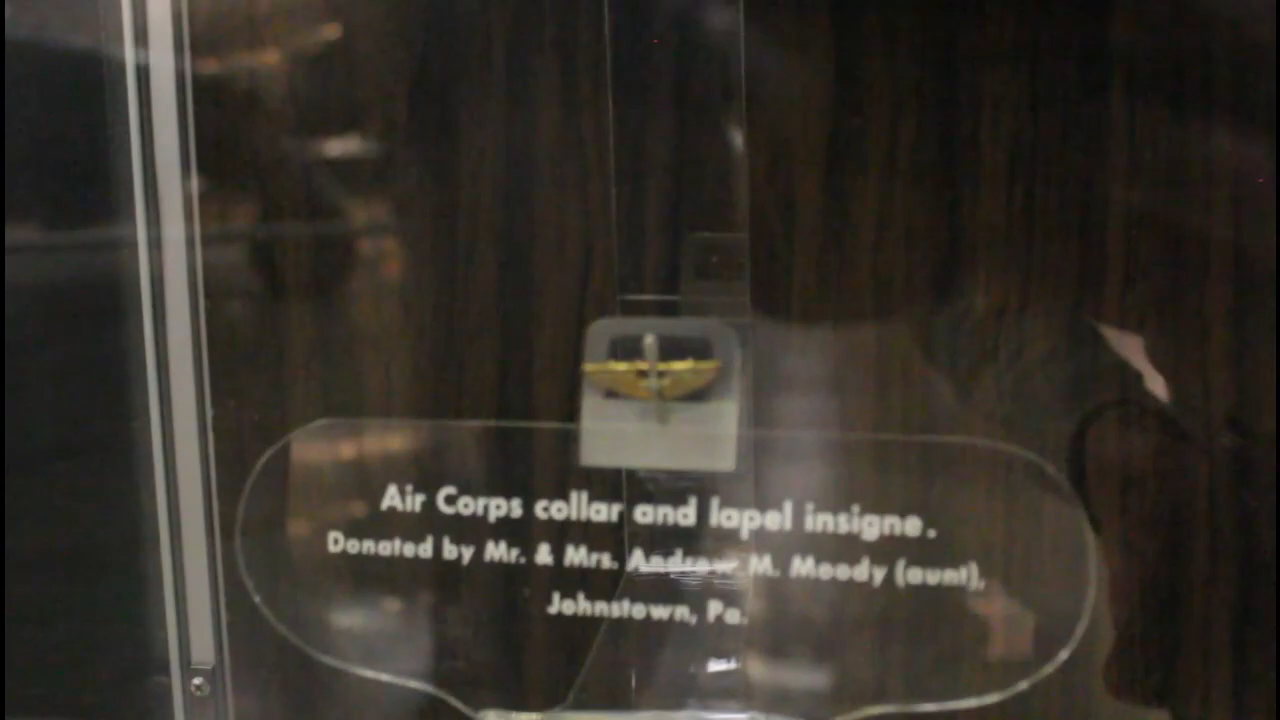 Air Corps collar and lapel insigne.
Donated by Mr. & Mrs. Andrew M. Moody (aunt),
Johnstown, Pa.